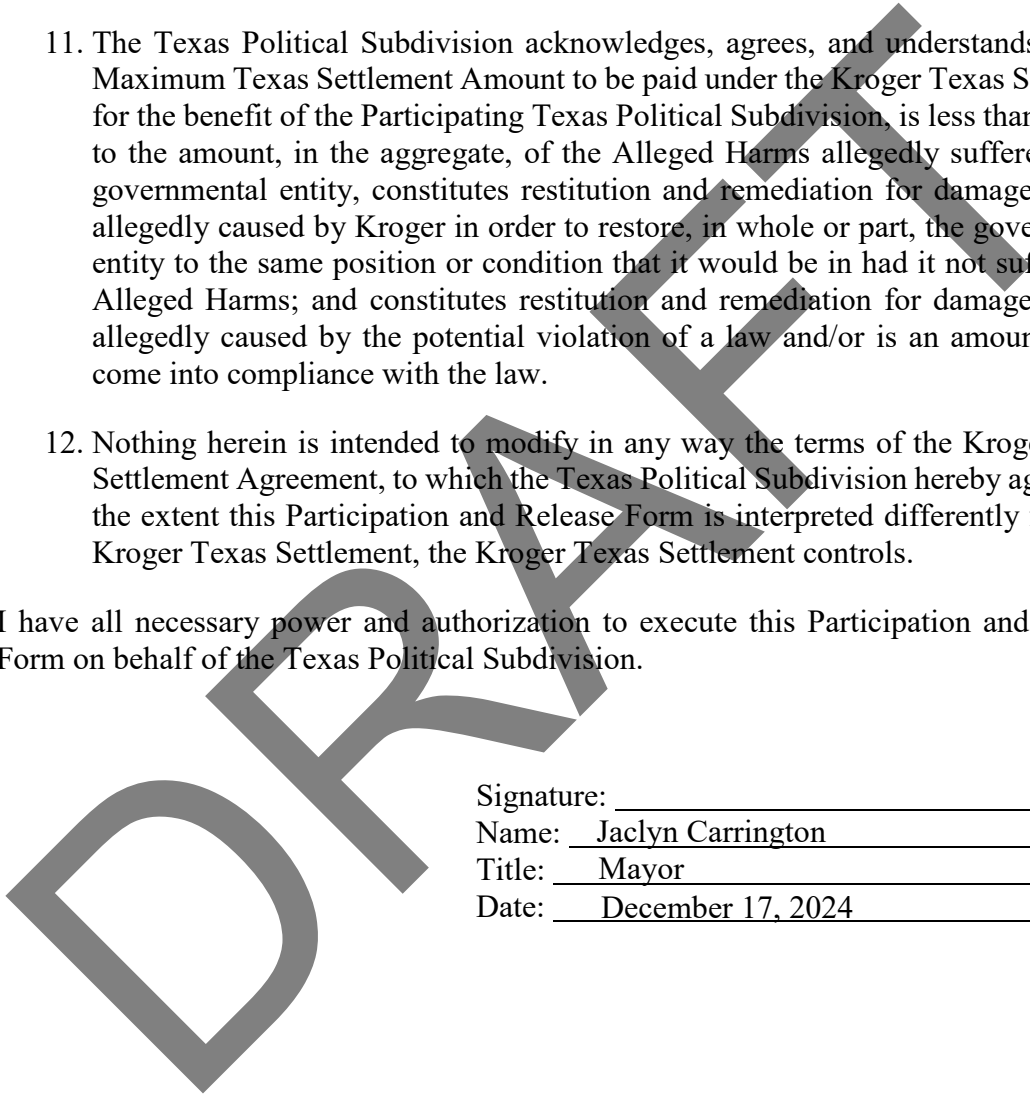 11. The Texas Political Subdivision acknowledges, agrees, and understands
Maximum Texas Settlement Amount to be paid under the Kroger Texas S
for the benefit of the Participating Texas Political Subdivision, is less than
to the amount, in the aggregate, of the Alleged Harms allegedly suffere
governmental entity, constitutes restitution and remediation for damage
allegedly caused by Kroger in order to restore, in whole or part, the gove
entity to the same position or condition that it would be in had it not suf
Alleged Harms; and constitutes restitution and remediation for damage
allegedly caused by the potential violation of a law and/or is an amoun
come into compliance with the law.
12. Nothing herein is intended to modify in any way the terms of the Kroge
Settlement Agreement, to which the Texas Political Subdivision hereby ag
the extent this Participation and Release Form is interpreted differently
Kroger Texas Settlement, the Kroger Texas Settlement controls.
I have all necessary power and authorization to execute this Participation and
Form on behalf of the Texas Political Subdivision.
Signature:
Name: Jaclyn Carrington
Title: Mayor
Date: December 17, 2024
DRAFT